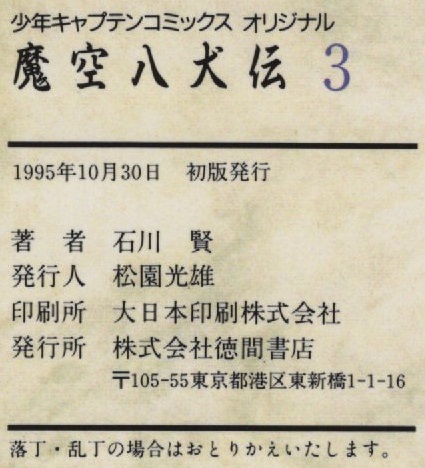 少年キャプテンコミックス オリジナル
魔空八犬伝 3
1995年10月30日 初版発行
著 者 石川 賢
発行人 松園光雄
印刷所 大日本印刷株式会社
発行所 株式会社徳間書店
〒105-55東京都港区東新橋1-1-16
落丁・乱丁の場合はおとりかえいたします。